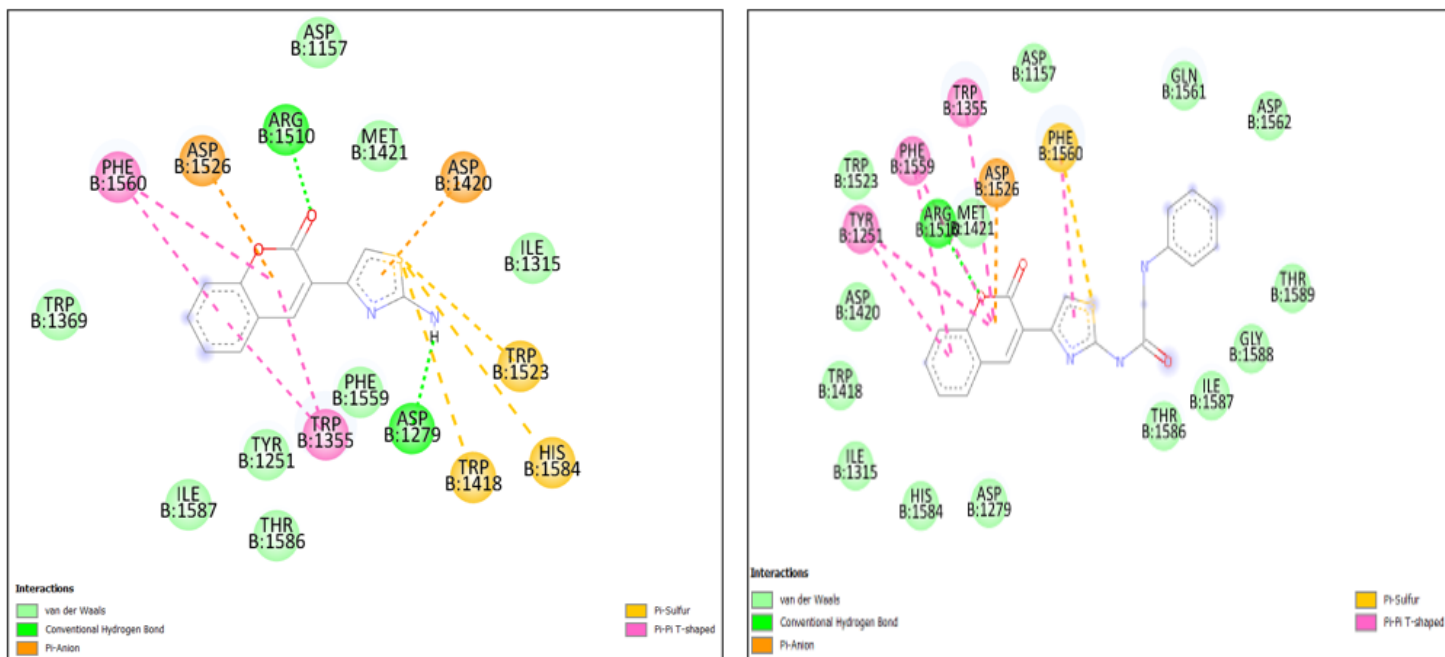 ASP
B:1157
ARG
B:1510
MET
B:1421
ASP
B:1526
PHE
B:1560
ASP
B:1420
O
O
ILE
B:1315
N
N
H
TRP
B:1369
TRP
B:1523
PHE
B:1559
ASP
B:1279
TRP
B:1355
TYR
B:1251
HIS
B:1584
TRP
B:1418
ILE
B:1587
THR
B:1586
Interactions
van der Waals
Conventional Hydrogen Bond
Pi-Anion
Pi-Sulfur
Pi-Pi T-shaped
ASP
B:1157
GLN
B:1561
TRP
B:1355
ASP
B:1562
PHE
B:1560
PHE
B:1559
TRP
B:1523
ASP
B:1526
ARG
B:1510
MET
B:1421
TYR
B:1251
O
O
N
N
N
O
THR
B:1589
ASP
B:1420
GLY
B:1588
TRP
B:1418
ILE
B:1587
THR
B:1586
ILE
B:1315
HIS
B:1584
ASP
B:1279
Interactions
van der Waals
Conventional Hydrogen Bond
Pi-Anion
Pi-Sulfur
Pi-Pi T-shaped